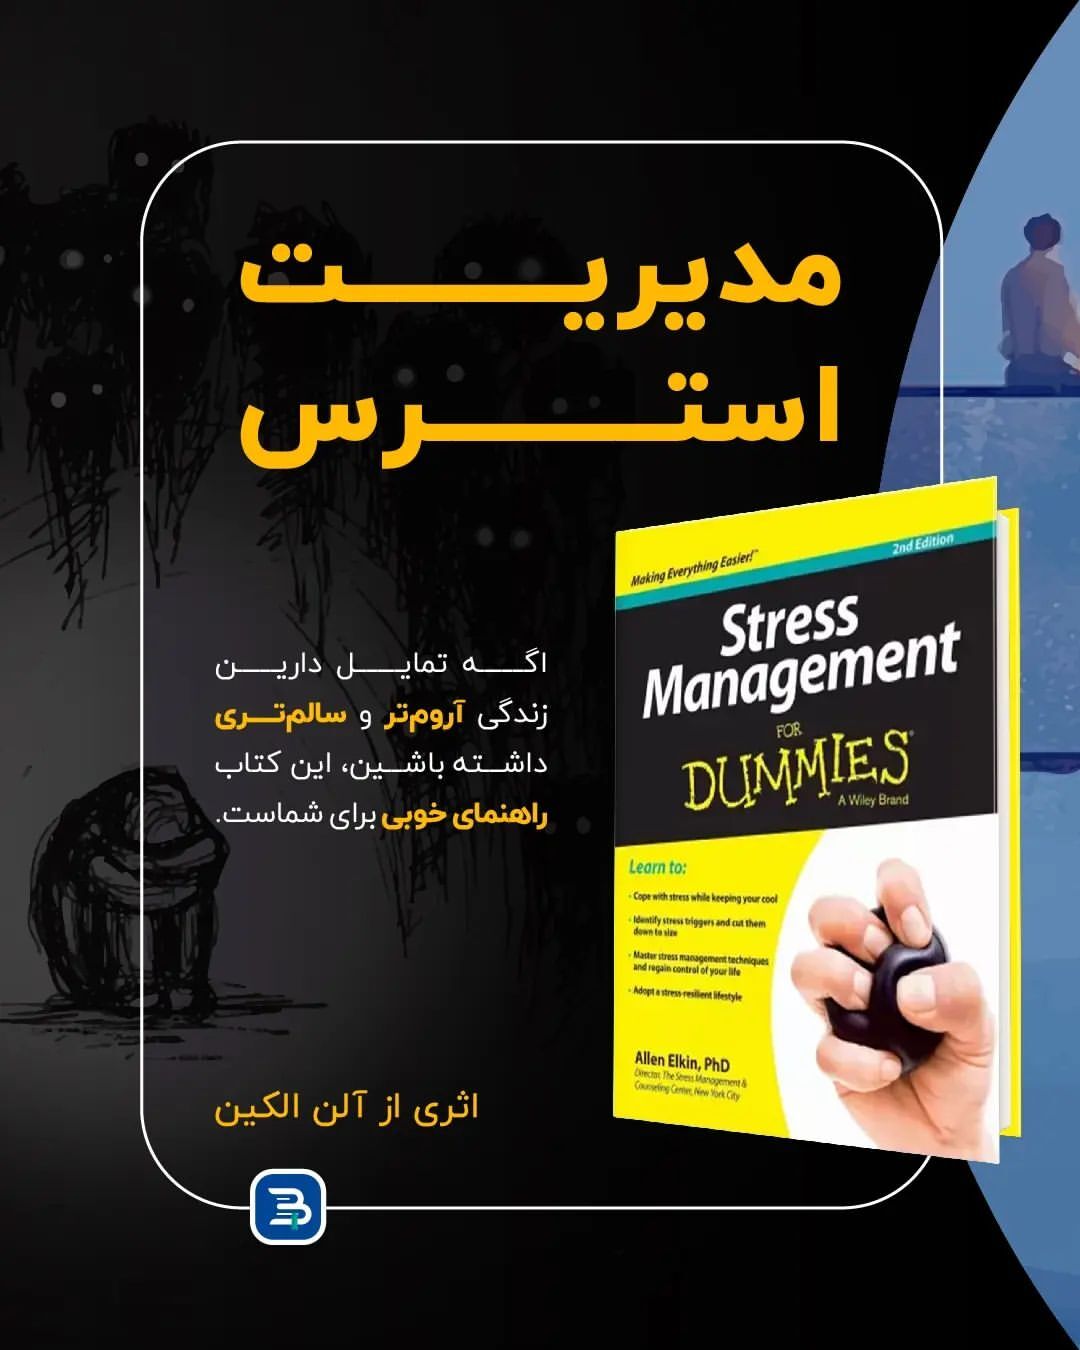 مدیریت
استرس
اگه تمایل دارین
زندگی آروم‌تر و سالم‌تری
داشته باشین، این کتاب
راهنمای خوبی برای شماست.
اثری از آلن الکین
Making Everything Easier!™
2nd Edition
Stress
Management
FOR
DUMMIES®
A Wiley Brand
Learn to:
· Cope with stress while keeping your cool
· Identify stress triggers and cut them
down to size
· Master stress management techniques
and regain control of your life
· Adopt a stress-resilient lifestyle
Allen Elkin, PhD
Director, The Stress Management &
Counseling Center, New York City